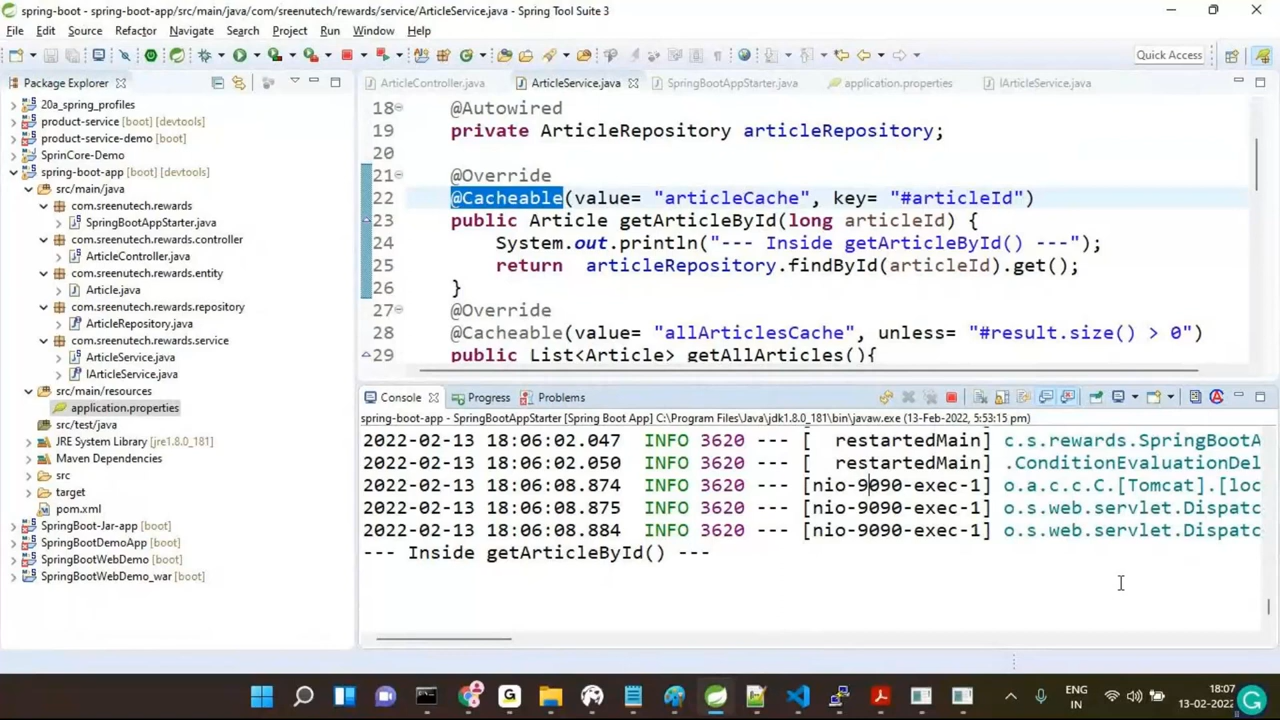 spring-boot - spring-boot-app/src/main/java/com/sreenutech/rewards/service/ArticleService.java - Spring Tool Suite 3
File Edit Source Refactor Navigate Search Project Run Window Help
Quick Access
Package Explorer
20a_spring_profiles
product-service [boot] [devtools]
product-service-demo [boot]
SprinCore-Demo
spring-boot-app [boot] [devtools]
src/main/java
com.sreenutech.rewards
SpringBootAppStarter.java
com.sreenutech.rewards.controller
ArticleController.java
com.sreenutech.rewards.entity
Article.java
com.sreenutech.rewards.repository
ArticleRepository.java
com.sreenutech.rewards.service
ArticleService.java
IArticleService.java
src/main/resources
application.properties
src/test/java
JRE System Library [jre1.8.0_181]
Maven Dependencies
src
target
pom.xml
SpringBoot-Jar-app [boot]
SpringBootDemoApp [boot]
SpringBootWebDemo [boot]
SpringBootWebDemo_war [boot]
ArticleController.java ArticleService.java SpringBootAppStarter.java application.properties IArticleService.java
18 @Autowired
19 private ArticleRepository articleRepository;
20
21 @Override
22 @Cacheable(value= "articleCache", key= "#articleId")
23 public Article getArticleById(long articleId) {
24 System.out.println("--- Inside getArticleById() ---");
25 return articleRepository.findById(articleId).get();
26 }
27 @Override
28 @Cacheable(value= "allArticlesCache", unless= "#result.size() > 0")
29 public List<Article> getAllArticles(){
Console Progress Problems
spring-boot-app - SpringBootAppStarter [Spring Boot App] C:\Program Files\Java\jdk1.8.0_181\bin\javaw.exe (13-Feb-2022, 5:53:15 pm)
2022-02-13 18:06:02.047 INFO 3620 --- [ restartedMain] c.s.rewards.SpringBootA
2022-02-13 18:06:02.050 INFO 3620 --- [ restartedMain] .ConditionEvaluationDel
2022-02-13 18:06:08.874 INFO 3620 --- [nio-9090-exec-1] o.a.c.c.C.[Tomcat].[loc
2022-02-13 18:06:08.875 INFO 3620 --- [nio-9090-exec-1] o.s.web.servlet.Dispatc
2022-02-13 18:06:08.884 INFO 3620 --- [nio-9090-exec-1] o.s.web.servlet.Dispatc
--- Inside getArticleById() ---
ENG
IN
18:07
13-02-2022